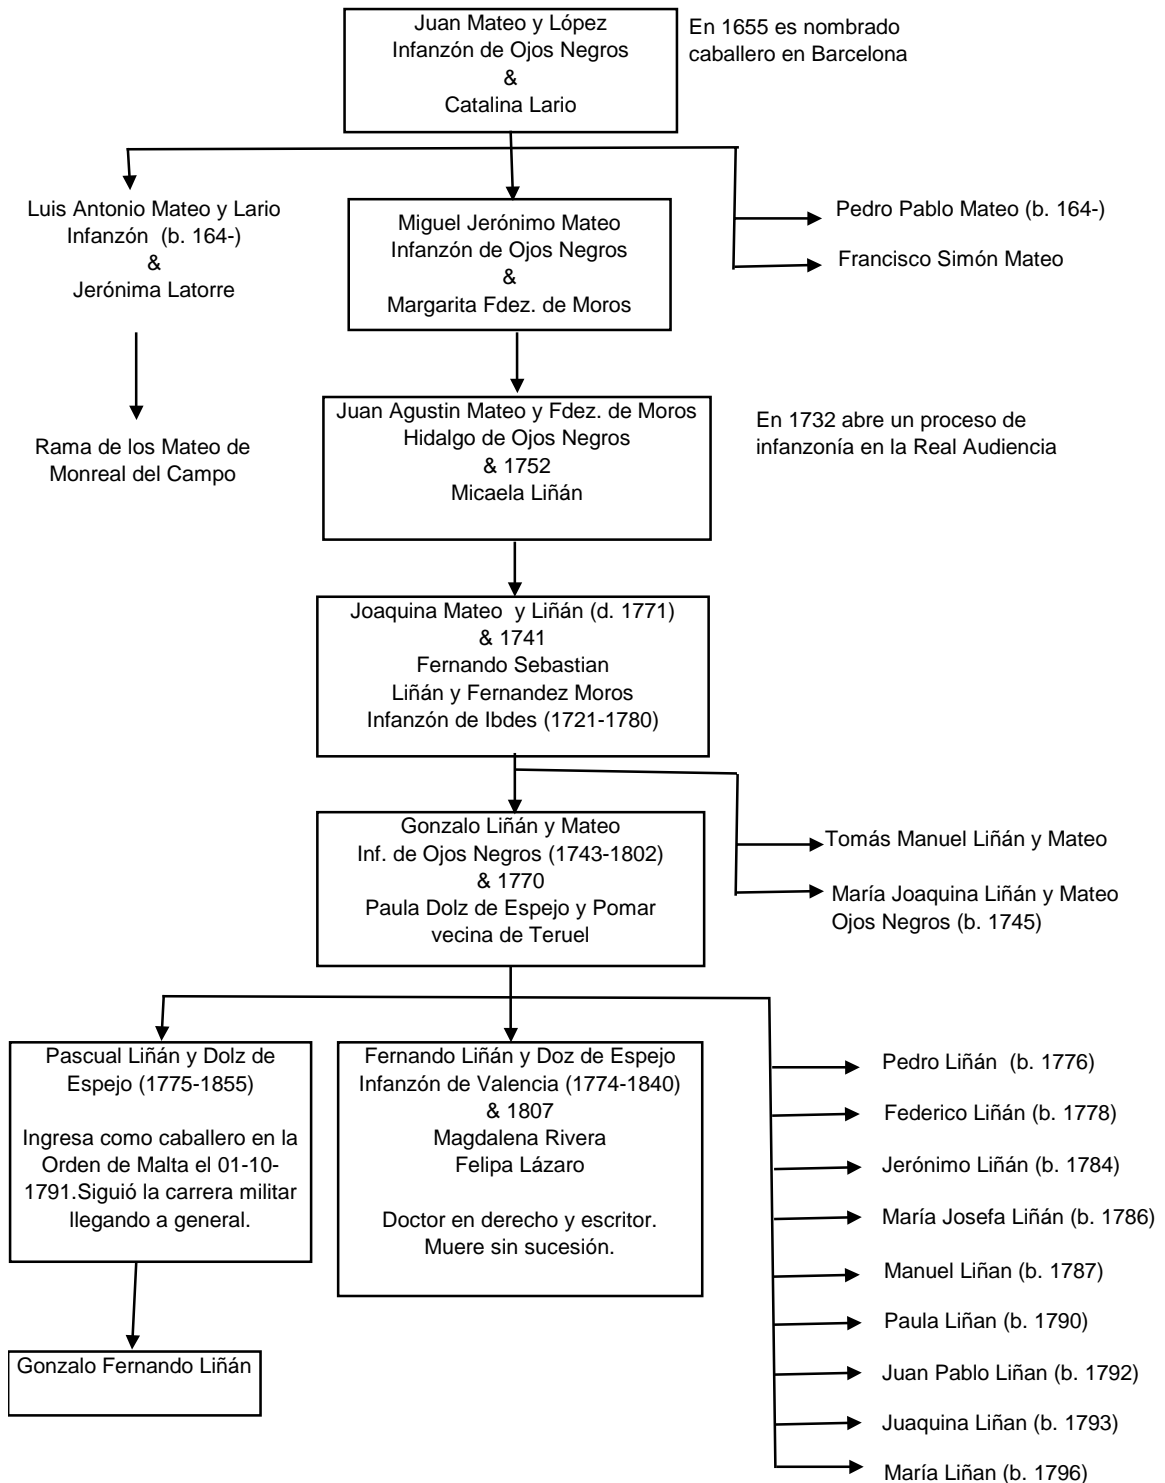 Juan Mateo y López
Infanzón de Ojos Negros
&
Catalina Lario
En 1655 es nombrado
caballero en Barcelona
Luis Antonio Mateo y Lario
Infanzón (b. 164-)
&
Jerónima Latorre
Miguel Jerónimo Mateo
Infanzón de Ojos Negros
&
Margarita Fdez. de Moros
Pedro Pablo Mateo (b. 164-)
Francisco Simón Mateo
Rama de los Mateo de
Monreal del Campo
Juan Agustin Mateo y Fdez. de Moros
Hidalgo de Ojos Negros
& 1752
Micaela Liñán
En 1732 abre un proceso de
infanzonía en la Real Audiencia
Joaquina Mateo y Liñán (d. 1771)
& 1741
Fernando Sebastian
Liñán y Fernandez Moros
Infanzón de Ibdes (1721-1780)
Gonzalo Liñán y Mateo
Inf. de Ojos Negros (1743-1802)
& 1770
Paula Dolz de Espejo y Pomar
vecina de Teruel
Tomás Manuel Liñán y Mateo
María Joaquina Liñán y Mateo
Ojos Negros (b. 1745)
Pascual Liñán y Dolz de
Espejo (1775-1855)
Ingresa como caballero en la
Orden de Malta el 01-10-
1791.Siguió la carrera militar
llegando a general.
Fernando Liñán y Doz de Espejo
Infanzón de Valencia (1774-1840)
& 1807
Magdalena Rivera
Felipa Lázaro
Doctor en derecho y escritor.
Muere sin sucesión.
Pedro Liñán (b. 1776)
Federico Liñán (b. 1778)
Jerónimo Liñán (b. 1784)
María Josefa Liñán (b. 1786)
Manuel Liñan (b. 1787)
Paula Liñan (b. 1790)
Juan Pablo Liñan (b. 1792)
Juaquina Liñan (b. 1793)
María Liñan (b. 1796)
Gonzalo Fernando Liñán